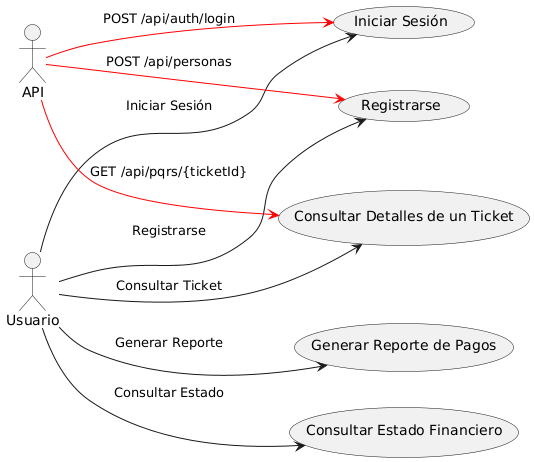 POST /api/auth/login
Iniciar Sesión
API
POST /api/personas
Iniciar Sesión
Registrarse
GET /api/pqrs/{ticketId}
Consultar Detalles de un Ticket
Registrarse
Consultar Ticket
Usuario
Generar Reporte
Generar Reporte de Pagos
Consultar Estado
Consultar Estado Financiero